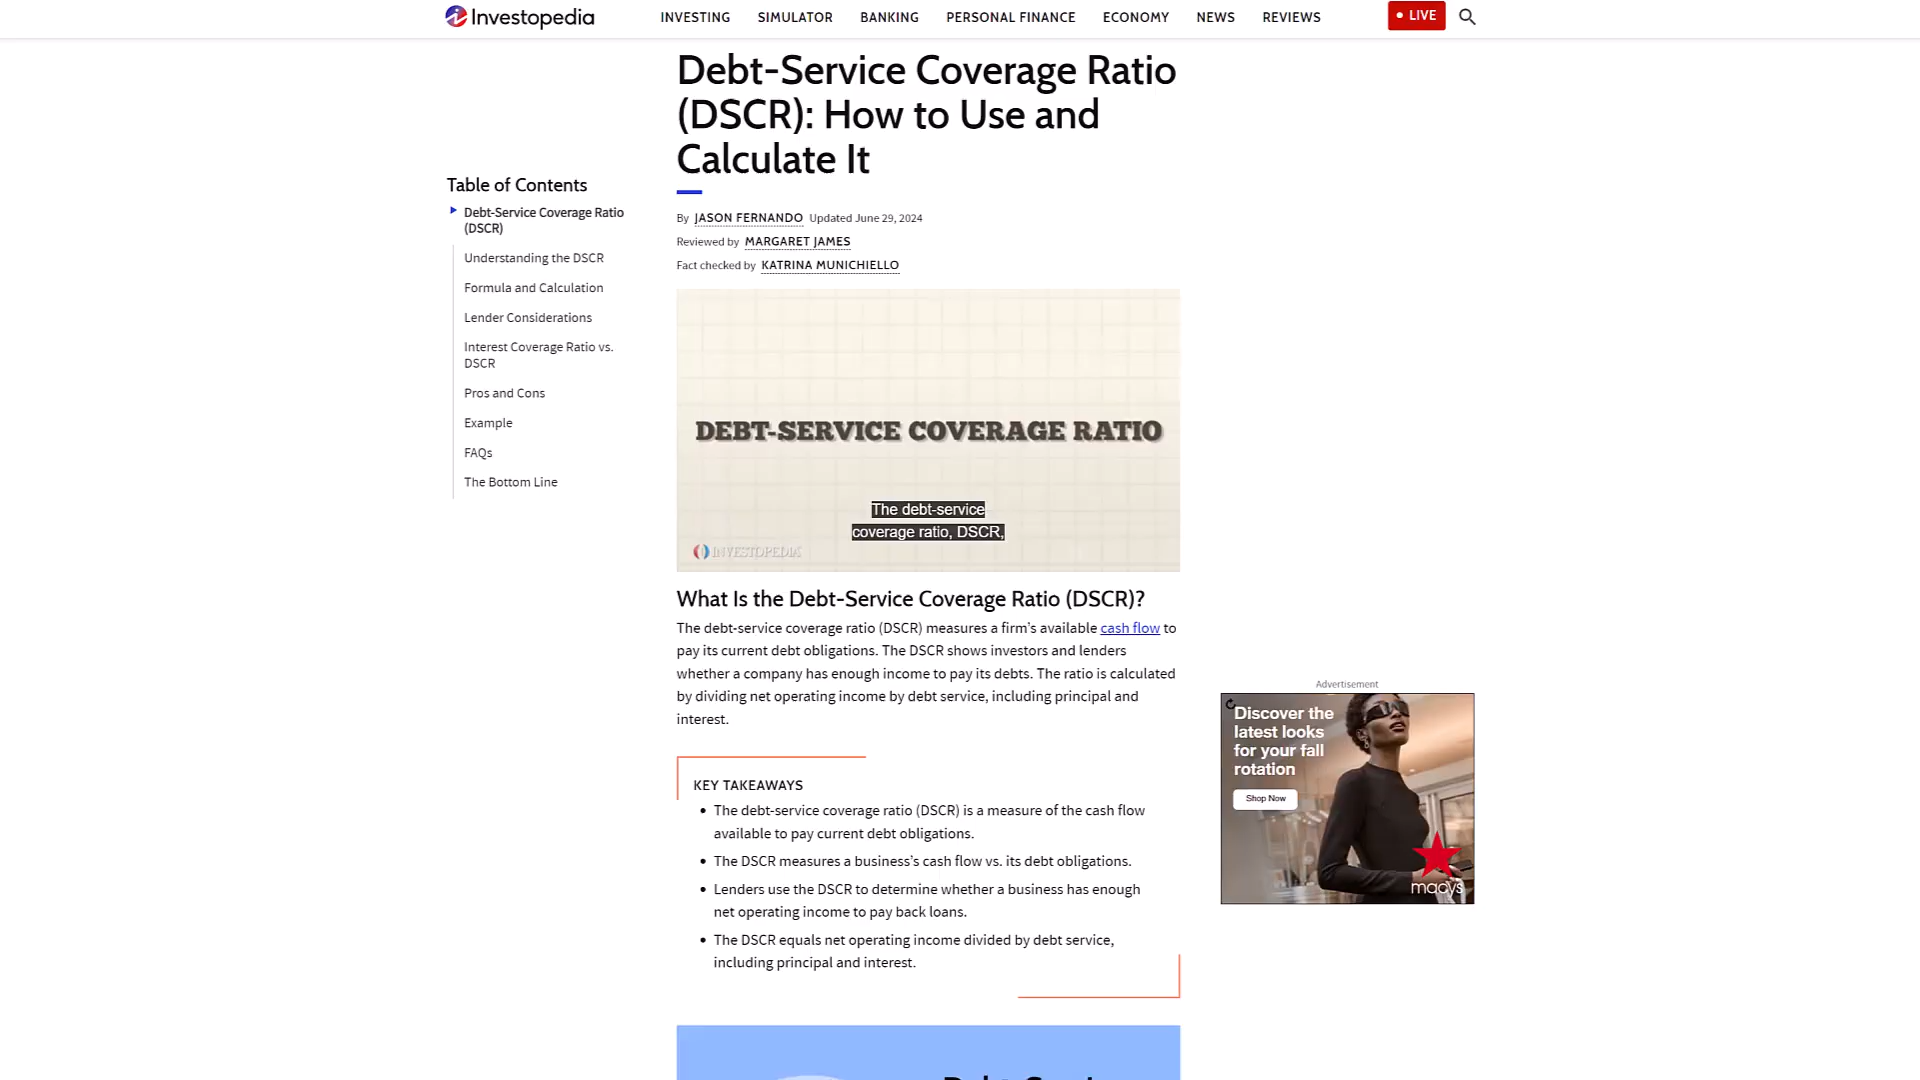 Investopedia
INVESTING SIMULATOR BANKING PERSONAL FINANCE ECONOMY NEWS REVIEWS
LIVE
Debt-Service Coverage Ratio
(DSCR): How to Use and
Calculate It
By JASON FERNANDO Updated June 29, 2024
Reviewed by MARGARET JAMES
Fact checked by KATRINA MUNICHIELLO
Table of Contents
Debt-Service Coverage Ratio
(DSCR)
Understanding the DSCR
Formula and Calculation
Lender Considerations
Interest Coverage Ratio vs.
DSCR
Pros and Cons
Example
FAQs
The Bottom Line
DEBT-SERVICE COVERAGE RATIO
The debt-service
coverage ratio, DSCR,
INVESTOPEDIA
What Is the Debt-Service Coverage Ratio (DSCR)?
The debt-service coverage ratio (DSCR) measures a firm’s available cash flow to
pay its current debt obligations. The DSCR shows investors and lenders
whether a company has enough income to pay its debts. The ratio is calculated
by dividing net operating income by debt service, including principal and
interest.
KEY TAKEAWAYS
The debt-service coverage ratio (DSCR) is a measure of the cash flow
available to pay current debt obligations.
The DSCR measures a business’s cash flow vs. its debt obligations.
Lenders use the DSCR to determine whether a business has enough
net operating income to pay back loans.
The DSCR equals net operating income divided by debt service,
including principal and interest.
Advertisement
Discover the
latest looks
for your fall
rotation
Shop Now
macys